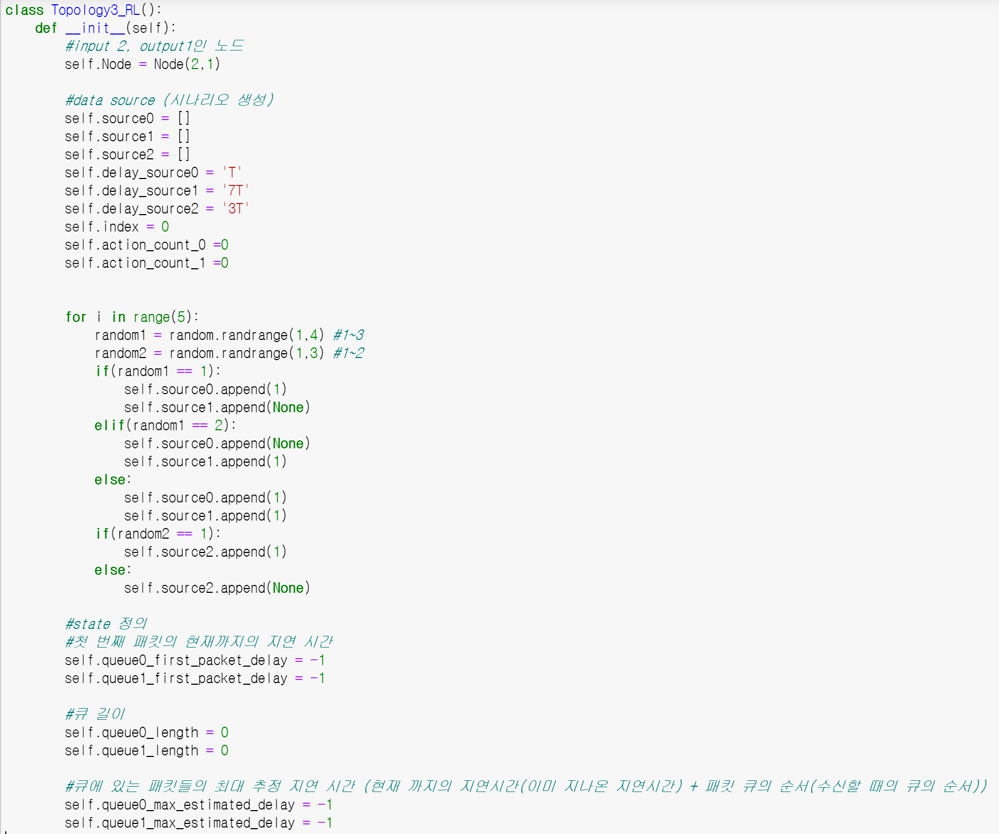 class Topology3_RL():
    def __init__(self):
        #input 2, output1인 노드
        self.Node = Node(2,1)

        #data source (시나리오 생성)
        self.source0 = []
        self.source1 = []
        self.source2 = []
        self.delay_source0 = 'T'
        self.delay_source1 = '7T'
        self.delay_source2 = '3T'
        self.index = 0
        self.action_count_0 =0
        self.action_count_1 =0


        for i in range(5):
            random1 = random.randrange(1,4) #1~3
            random2 = random.randrange(1,3) #1~2
            if(random1 == 1):
                self.source0.append(1)
                self.source1.append(None)
            elif(random1 == 2):
                self.source0.append(None)
                self.source1.append(1)
            else:
                self.source0.append(1)
                self.source1.append(1)
            if(random2 == 1):
                self.source2.append(1)
            else:
                self.source2.append(None)

        #state 정의
        #첫 번째 패킷의 현재까지의 지연 시간
        self.queue0_first_packet_delay = -1
        self.queue1_first_packet_delay = -1

        #큐 길이
        self.queue0_length = 0
        self.queue1_length = 0

        #큐에 있는 패킷들의 최대 추정 지연 시간 (현재 까지의 지연시간(이미 지나온 지연시간) + 패킷 큐의 순서(수신할 때의 큐의 순서))
        self.queue0_max_estimated_delay = -1
        self.queue1_max_estimated_delay = -1